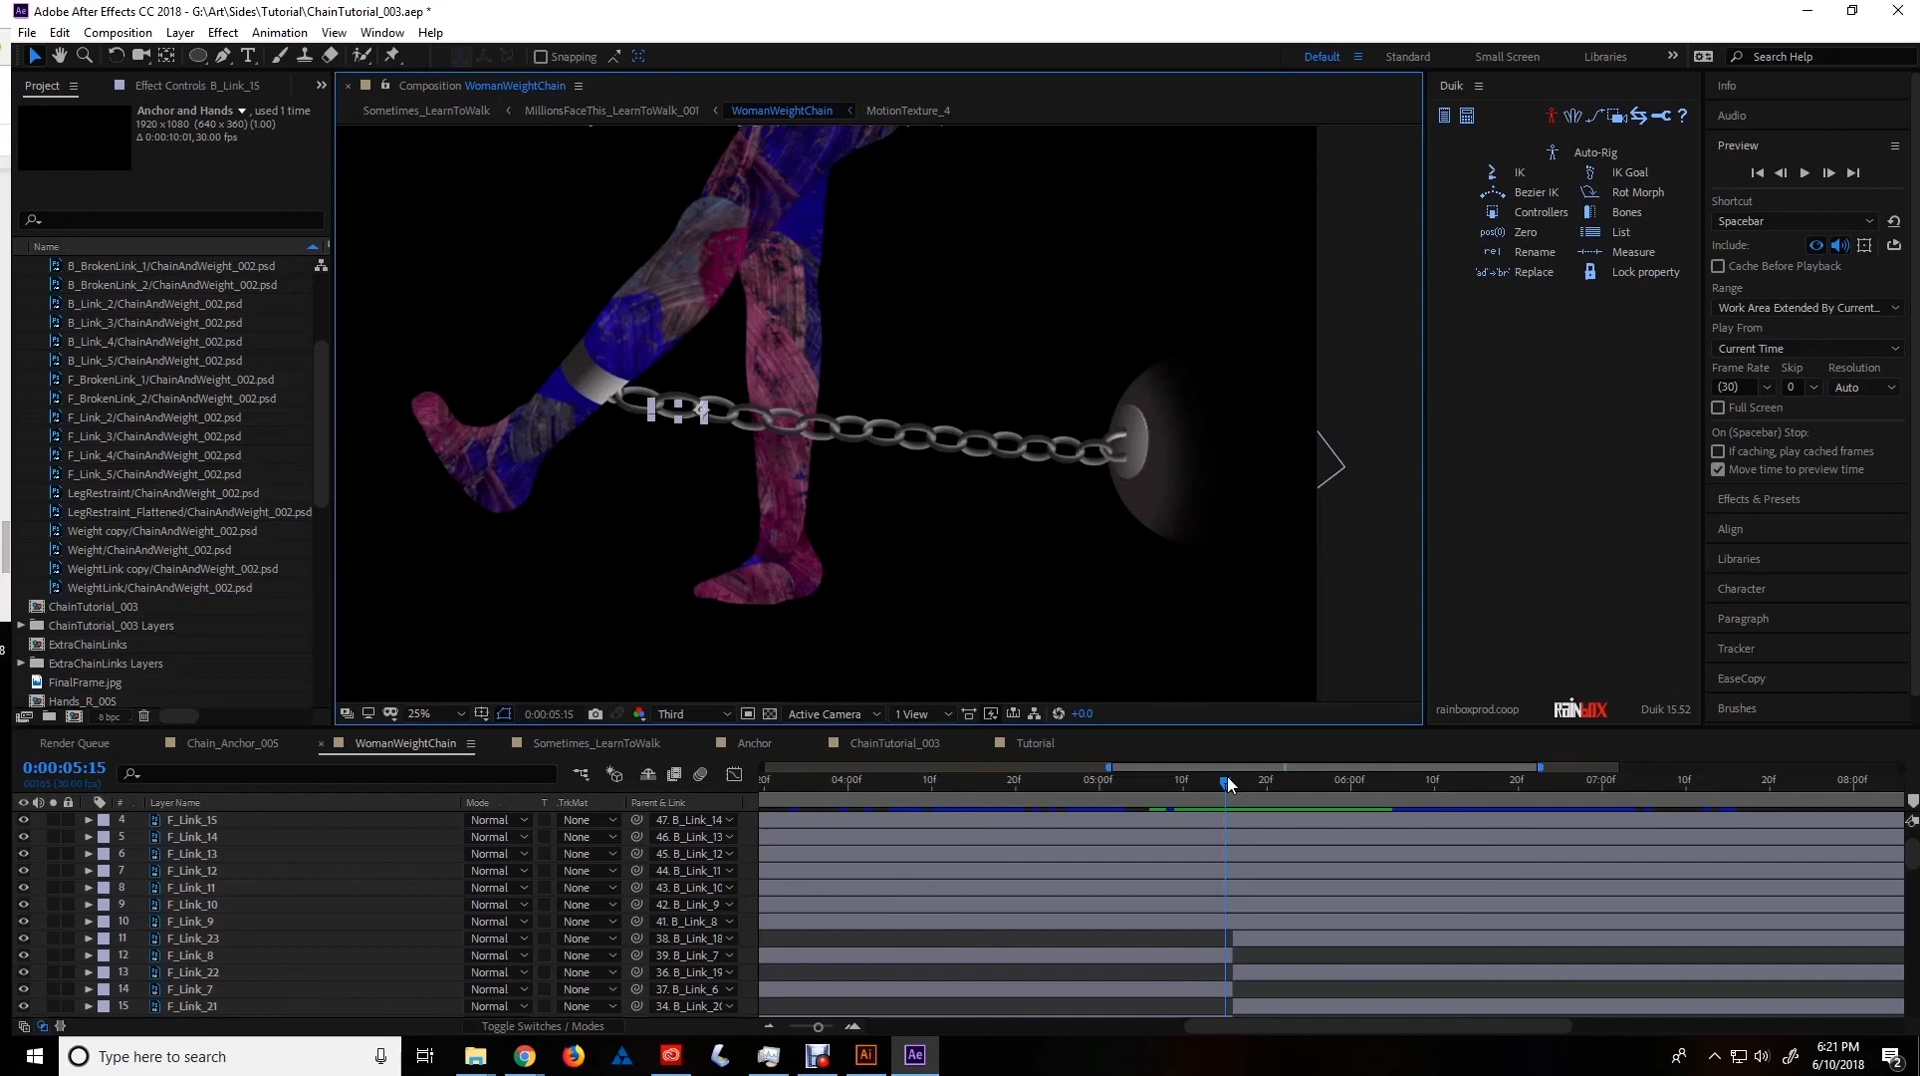 Adobe After Effects CC 2018 - G:\Art\Sides\Tutorial\ChainTutorial_003.aep *
File Edit Composition Layer Effect Animation View Window Help
Snapping Default Standard Small Screen Libraries Search Help
Project Effect Controls B_Link_15
Anchor and Hands , used 1 time
1920 x 1080 (640 x 360) (1.00)
Δ 0:00:10:01, 30.00 fps
Name
B_BrokenLink_1/ChainAndWeight_002.psd
B_BrokenLink_2/ChainAndWeight_002.psd
B_Link_2/ChainAndWeight_002.psd
B_Link_3/ChainAndWeight_002.psd
B_Link_4/ChainAndWeight_002.psd
B_Link_5/ChainAndWeight_002.psd
F_BrokenLink_1/ChainAndWeight_002.psd
F_BrokenLink_2/ChainAndWeight_002.psd
F_Link_2/ChainAndWeight_002.psd
F_Link_3/ChainAndWeight_002.psd
F_Link_4/ChainAndWeight_002.psd
F_Link_5/ChainAndWeight_002.psd
LegRestraint/ChainAndWeight_002.psd
LegRestraint_Flattened/ChainAndWeight_002.psd
Weight copy/ChainAndWeight_002.psd
Weight/ChainAndWeight_002.psd
WeightLink copy/ChainAndWeight_002.psd
WeightLink/ChainAndWeight_002.psd
ChainTutorial_003
ChainTutorial_003 Layers
ExtraChainLinks
ExtraChainLinks Layers
FinalFrame.jpg
Hands_R_005
8 bpc
Composition WomanWeightChain
Sometimes_LearnToWalk MillionsFaceThis_LearnToWalk_001 WomanWeightChain MotionTexture_4
25% 0:00:05:15 Third Active Camera 1 View +0.0
Duik
Auto-Rig
IK IK Goal
Bezier IK Rot Morph
Controllers Bones
pos(0) Zero List
rel Rename Measure
'ad'→'br' Replace Lock property
rainboxprod.coop RAiNBOX Duik 15.52
Info
Audio
Preview
Shortcut
Spacebar
Include:
Cache Before Playback
Range
Work Area Extended By Current...
Play From
Current Time
Frame Rate Skip Resolution
(30) 0 Auto
Full Screen
On (Spacebar) Stop:
If caching, play cached frames
Move time to preview time
Effects & Presets
Align
Libraries
Character
Paragraph
Tracker
EaseCopy
Brushes
Render Queue Chain_Anchor_005 WomanWeightChain Sometimes_LearnToWalk Anchor ChainTutorial_003 Tutorial
0:00:05:15
00165 (30.00 fps)
04:00f 10f 20f 05:00f 10f 20f 06:00f 10f 20f 07:00f 10f 20f 08:00f
# Layer Name Mode T .TrkMat Parent & Link
4 F_Link_15 Normal None 47. B_Link_14
5 F_Link_14 Normal None 46. B_Link_13
6 F_Link_13 Normal None 45. B_Link_12
7 F_Link_12 Normal None 44. B_Link_11
8 F_Link_11 Normal None 43. B_Link_10
9 F_Link_10 Normal None 42. B_Link_9
10 F_Link_9 Normal None 41. B_Link_8
11 F_Link_23 Normal None 38. B_Link_18
12 F_Link_8 Normal None 39. B_Link_7
13 F_Link_22 Normal None 36. B_Link_19
14 F_Link_7 Normal None 37. B_Link_6
15 F_Link_21 Normal None 34. B_Link_20
Toggle Switches / Modes
Type here to search
Ai Ae
6:21 PM
6/10/2018
2